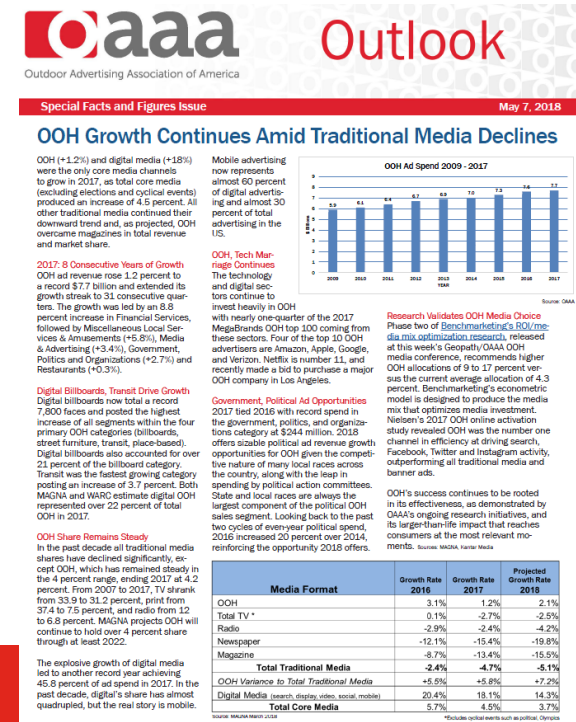 oaaa
Outdoor Advertising Association of America
Outlook
Special Facts and Figures Issue
May 7, 2018
OOH Growth Continues Amid Traditional Media Declines
OOH (+1.2%) and digital media (+18%)
were the only core media channels
to grow in 2017, as total core media
(excluding elections and cyclical events)
produced an increase of 4.5 percent. All
other traditional media continued their
downward trend and, as projected, OOH
overcame magazines in total revenue
and market share.
2017: 8 Consecutive Years of Growth
OOH ad revenue rose 1.2 percent to
a record $7.7 billion and extended its
growth streak to 31 consecutive quar-
ters. The growth was led by an 8.8
percent increase in Financial Services,
followed by Miscellaneous Local Ser-
vices & Amusements (+5.8%), Media
& Advertising (+3.4%), Government,
Politics and Organizations (+2.7%) and
Restaurants (+0.3%).
Digital Billboards, Transit Drive Growth
Digital billboards now total a record
7,800 faces and posted the highest
increase of all segments within the four
primary OOH categories (billboards,
street furniture, transit, place-based).
Digital billboards also accounted for over
21 percent of the billboard category.
Transit was the fastest growing category
posting an increase of 3.7 percent. Both
MAGNA and WARC estimate digital OOH
represented over 22 percent of total
OOH in 2017.
OOH Share Remains Steady
In the past decade all traditional media
shares have declined significantly, ex-
cept OOH, which has remained steady in
the 4 percent range, ending 2017 at 4.2
percent. From 2007 to 2017, TV shrank
from 33.9 to 31.2 percent, print from
37.4 to 7.5 percent, and radio from 12
to 6.8 percent. MAGNA projects OOH will
continue to hold over 4 percent share
through at least 2022.
The explosive growth of digital media
led to another record year achieving
45.8 percent of ad spend in 2017. In the
past decade, digital's share has almost
quadrupled, but the real story is mobile.
Mobile advertising
now represents
almost 60 percent
of digital advertis-
ing and almost 30
percent of total
advertising in the
U.S.
OOH, Tech Mar-
riage Continues
The technology
and digital sec-
tors continue to
invest heavily in OOH
with nearly one-quarter of the 2017
MegaBrands OOH top 100 coming from
these sectors. Four of the top 10 OOH
advertisers are Amazon, Apple, Google,
and Verizon. Netflix is number 11, and
recently made a bid to purchase a major
OOH company in Los Angeles.
Government, Political Ad Opportunities
2017 tied 2016 with record spend in
the government, politics, and organiza-
tions category at $244 million. 2018
offers sizable political ad revenue growth
opportunities for OOH given the competi-
tive nature of many local races across
the country, along with the leap in
spending by political action committees.
State and local races are always the
largest component of the political OOH
sales segment. Looking back to the past
two cycles of even-year political spend,
2016 increased 20 percent over 2014,
reinforcing the opportunity 2018 offers.
OOH Ad Spend 2009 - 2017
$ Billions
9
8
7
6
5
4
3
2
1
0
5.9 6.1 6.4 6.7 6.9 7.0 7.3 7.6 7.7
2009 2010 2011 2012 2013 2014 2015 2016 2017
YEAR
Source: OAAA
Research Validates OOH Media Choice
Phase two of Benchmarketing's ROI/me-
dia mix optimization research, released
at this week's Geopath/OAAA OOH
media conference, recommends higher
OOH allocations of 9 to 17 percent ver-
sus the current average allocation of 4.3
percent. Benchmarketing's econometric
model is designed to produce the media
mix that optimizes media investment.
Nielsen's 2017 OOH online activation
study revealed OOH was the number one
channel in efficiency at driving search,
Facebook, Twitter and Instagram activity,
outperforming all traditional media and
banner ads.
OOH's success continues to be rooted
in its effectiveness, as demonstrated by
OAAA's ongoing research initiatives, and
its larger-than-life impact that reaches
consumers at the most relevant mo-
ments. Sources: MAGNA, Kantar Media
Media Format Growth Rate 2016 Growth Rate 2017 Projected Growth Rate 2018
OOH 3.1% 1.2% 2.1%
Total TV * 0.1% -2.7% -2.5%
Radio -2.9% -2.4% -4.2%
Newspaper -12.1% -15.4% -19.8%
Magazine -8.7% -13.4% -15.5%
Total Traditional Media -2.4% -4.7% -5.1%
OOH Variance to Total Traditional Media +5.5% +5.8% +7.2%
Digital Media (search, display, video, social, mobile) 20.4% 18.1% 14.3%
Total Core Media 5.7% 4.5% 3.7%
Source: MAGNA March 2018
*Excludes cyclical events such as political, Olympics